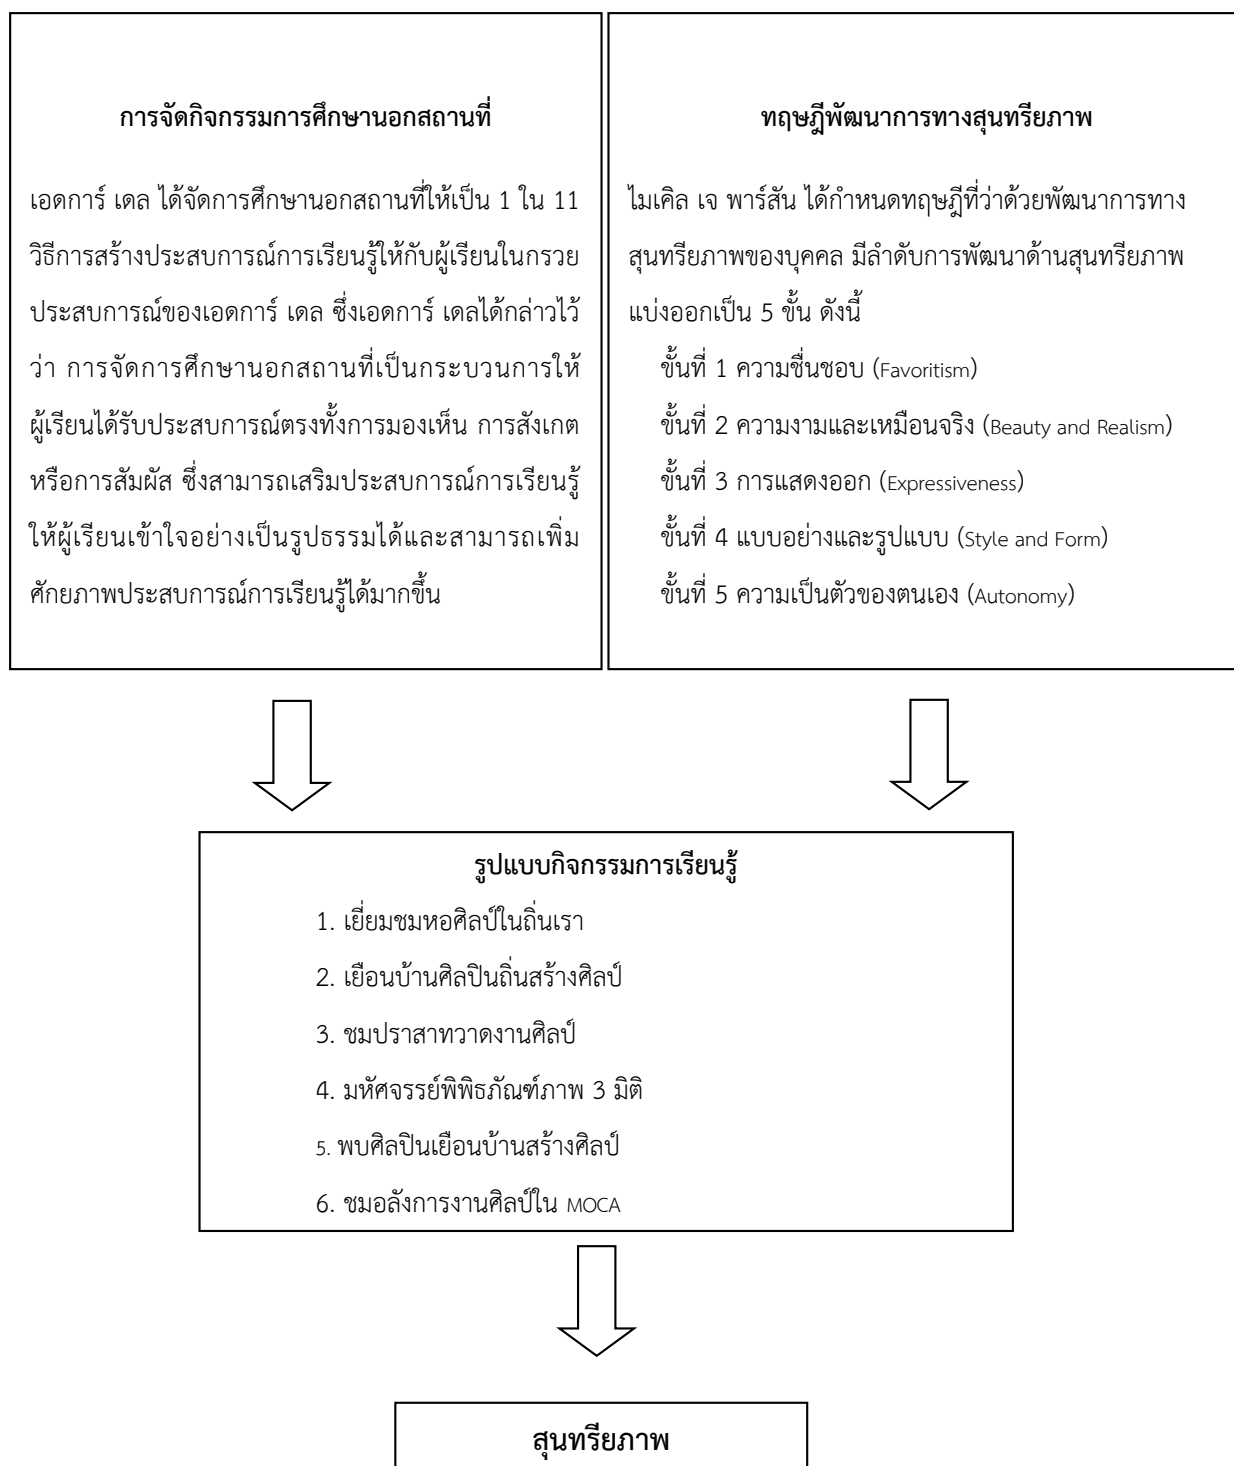 การจัดกิจกรรมการศึกษานอกสถานที่
เอดการ์ เดล ได้จัดการศึกษานอกสถานที่ให้เป็น 1 ใน 11
วิธีการสร้างประสบการณ์การเรียนรู้ให้กับผู้เรียนในกรวย
ประสบการณ์ของเอดการ์ เดล ซึ่งเอดการ์ เดลได้กล่าวไว้
ว่า การจัดการศึกษานอกสถานที่เป็นกระบวนการให้
ผู้เรียนได้รับประสบการณ์ตรงทั้งการมองเห็น การสังเกต
หรือการสัมผัส ซึ่งสามารถเสริมประสบการณ์การเรียนรู้
ให้ผู้เรียนเข้าใจอย่างเป็นรูปธรรมได้และสามารถเพิ่ม
ศักยภาพประสบการณ์การเรียนรู้ได้มากขึ้น
ทฤษฎีพัฒนาการทางสุนทรียภาพ
ไมเคิล เจ พาร์สัน ได้กำหนดทฤษฎีที่ว่าด้วยพัฒนาการทาง
สุนทรียภาพของบุคคล มีลำดับการพัฒนาด้านสุนทรียภาพ
แบ่งออกเป็น 5 ขั้น ดังนี้
ขั้นที่ 1 ความชื่นชอบ (Favoritism)
ขั้นที่ 2 ความงามและเหมือนจริง (Beauty and Realism)
ขั้นที่ 3 การแสดงออก (Expressiveness)
ขั้นที่ 4 แบบอย่างและรูปแบบ (Style and Form)
ขั้นที่ 5 ความเป็นตัวของตนเอง (Autonomy)
รูปแบบกิจกรรมการเรียนรู้
1. เยี่ยมชมหอศิลป์ในถิ่นเรา
2. เยือนบ้านศิลปินถิ่นสร้างศิลป์
3. ชมปราสาทวาดงานศิลป์
4. มหัศจรรย์พิพิธภัณฑ์ภาพ 3 มิติ
5. พบศิลปินเยือนบ้านสร้างศิลป์
6. ชมอลังการงานศิลป์ใน MOCA
สุนทรียภาพ